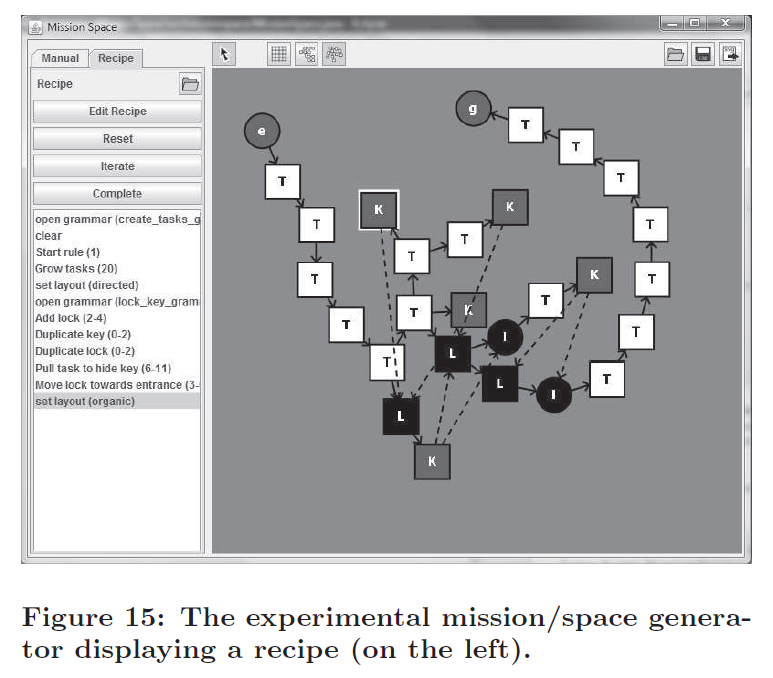 Mission Space
Manual Recipe
Recipe
Edit Recipe
Reset
Iterate
Complete
open grammar (create_tasks_g
clear
Start rule (1)
Grow tasks (20)
set layout (directed)
open grammar (lock_key_gram
Add lock (2-4)
Duplicate key (0-2)
Duplicate lock (0-2)
Pull task to hide key (6-11)
Move lock towards entrance (3-
set layout (organic)
g
T
e
T
T
T
T
K
K
T
T
T
T
T
K
T
T
T
K
T
l
T
T
L
T
L
T
l
L
K
Figure 15: The experimental mission/space genera-
tor displaying a recipe (on the left).